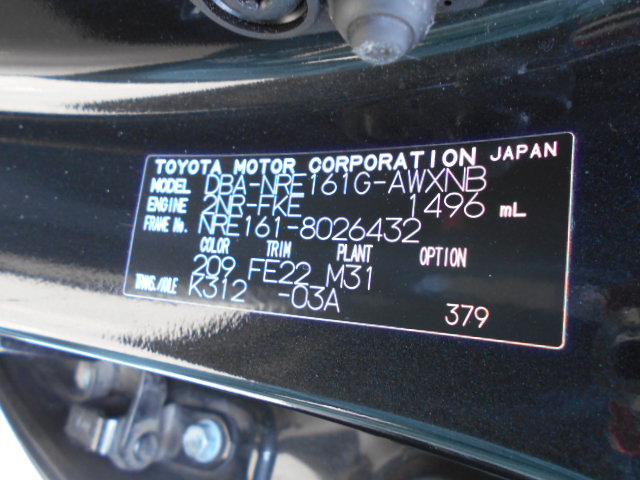 TOYOTA MOTOR CORPORATION JAPAN
MODEL DBA-NRE161G-AWXNB
ENGINE 2NR-FKE 1496 mL
FRAME No. NRE161-8026432
COLOR TRIM PLANT OPTION
209 FE22 M31
TRANS./AXLE K312 -03A
379